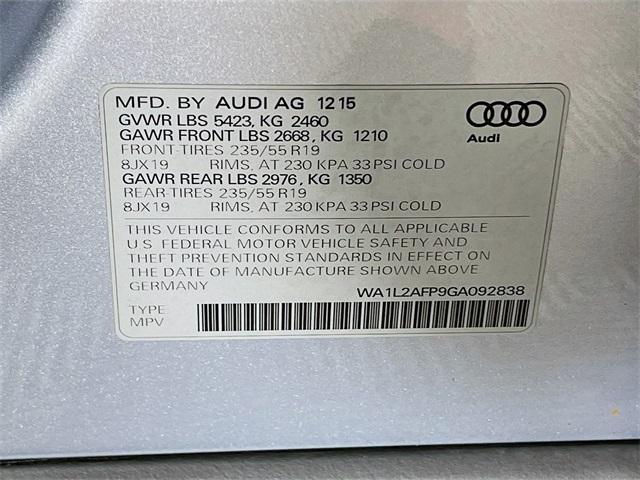 MFD. BY AUDI AG 12 15
GVWR LBS 5423, KG 2460
GAWR FRONT LBS 2668, KG 1210
FRONT-TIRES 235/55 R19
8JX19 RIMS, AT 230 KPA 33 PSI COLD
GAWR REAR LBS 2976, KG 1350
REAR-TIRES 235/55 R19
8JX19 RIMS, AT 230 KPA 33 PSI COLD
Audi
THIS VEHICLE CONFORMS TO ALL APPLICABLE
U.S. FEDERAL MOTOR VEHICLE SAFETY AND
THEFT PREVENTION STANDARDS IN EFFECT ON
THE DATE OF MANUFACTURE SHOWN ABOVE
GERMANY WA1L2AFP9GA092838
TYPE
MPV